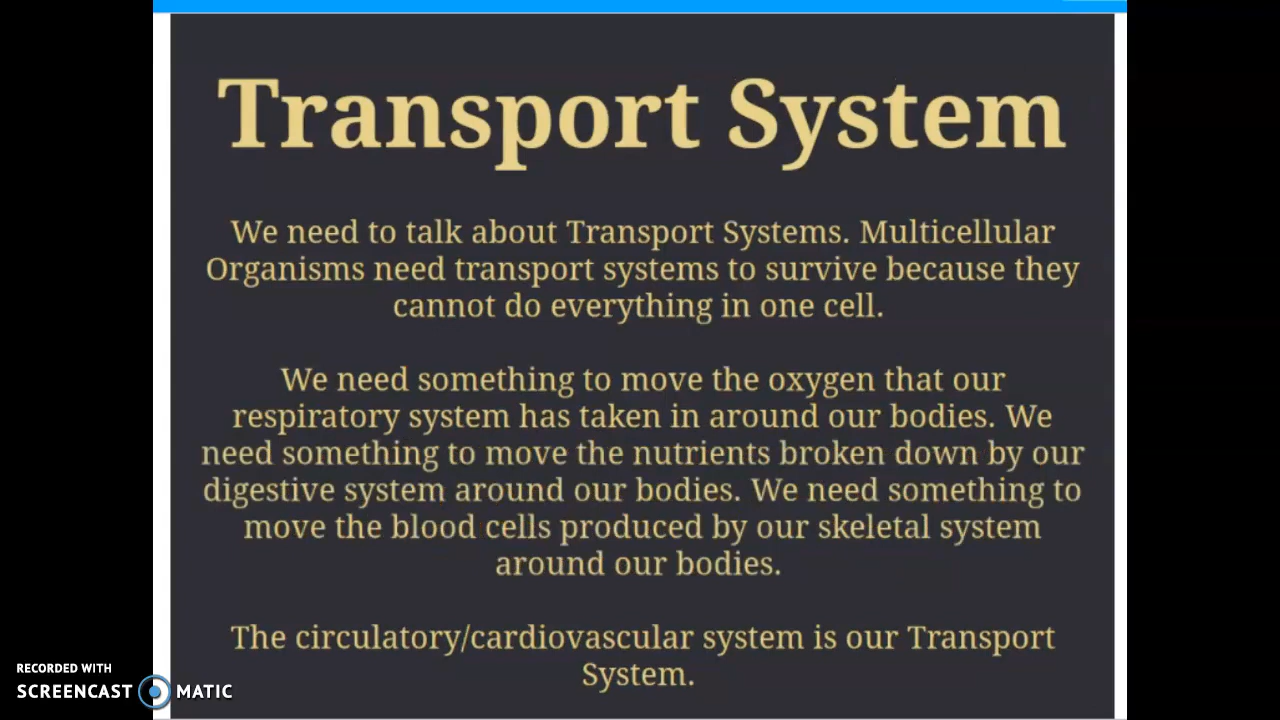 Transport System
We need to talk about Transport Systems. Multicellular
Organisms need transport systems to survive because they
cannot do everything in one cell.
We need something to move the oxygen that our
respiratory system has taken in around our bodies. We
need something to move the nutrients broken down by our
digestive system around our bodies. We need something to
move the blood cells produced by our skeletal system
around our bodies.
The circulatory/cardiovascular system is our Transport
System.
RECORDED WITH
SCREENCAST MATIC